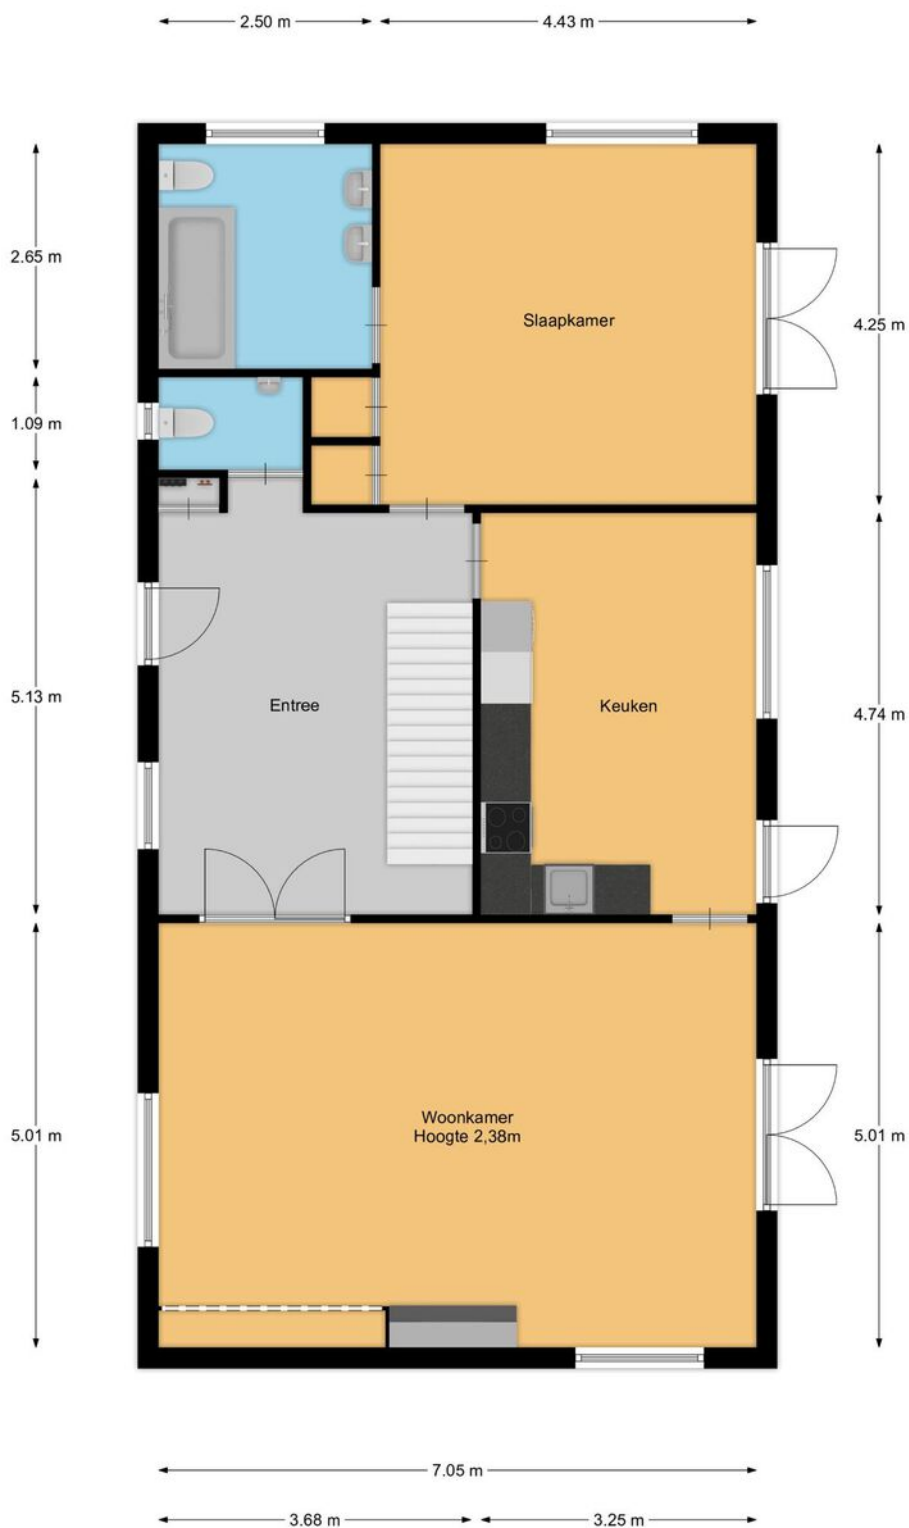 2.50 m
4.43 m
2.65 m
Slaapkamer
4.25 m
1.09 m
5.13 m
Entree
Keuken
4.74 m
Woonkamer
Hoogte 2,38m
5.01 m
5.01 m
7.05 m
3.68 m
3.25 m